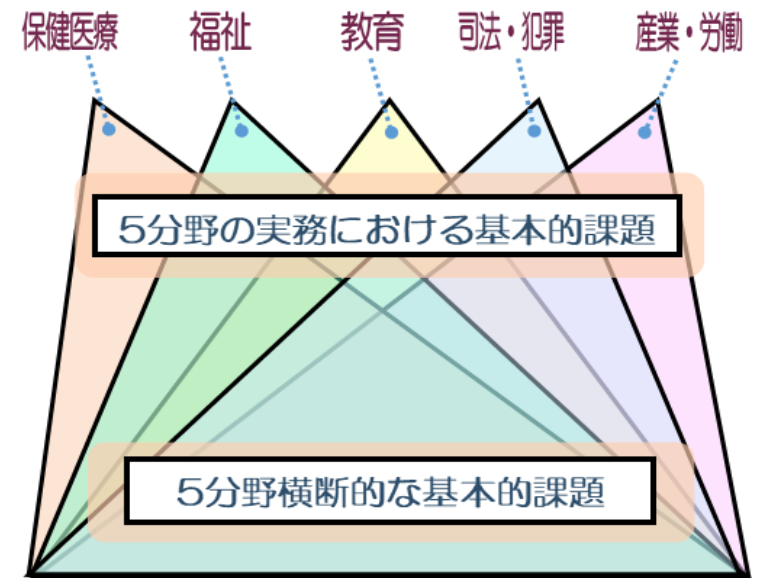 保健医療 福祉 教育 司法・犯罪 産業・労働
5分野の実務における基本的課題
5分野横断的な基本的課題